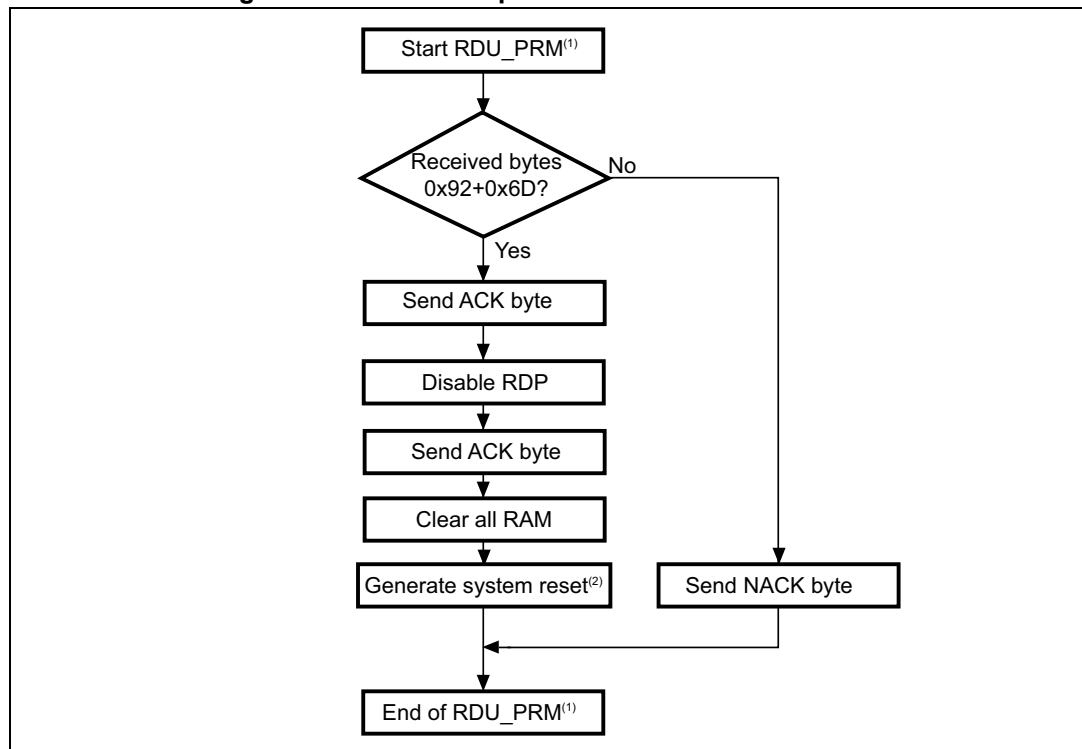 Start RDU_PRM(1)
Received bytes
0x92+0x6D?
No
Yes
Send ACK byte
Disable RDP
Send ACK byte
Clear all RAM
Generate system reset(2)
Send NACK byte
End of RDU_PRM(1)